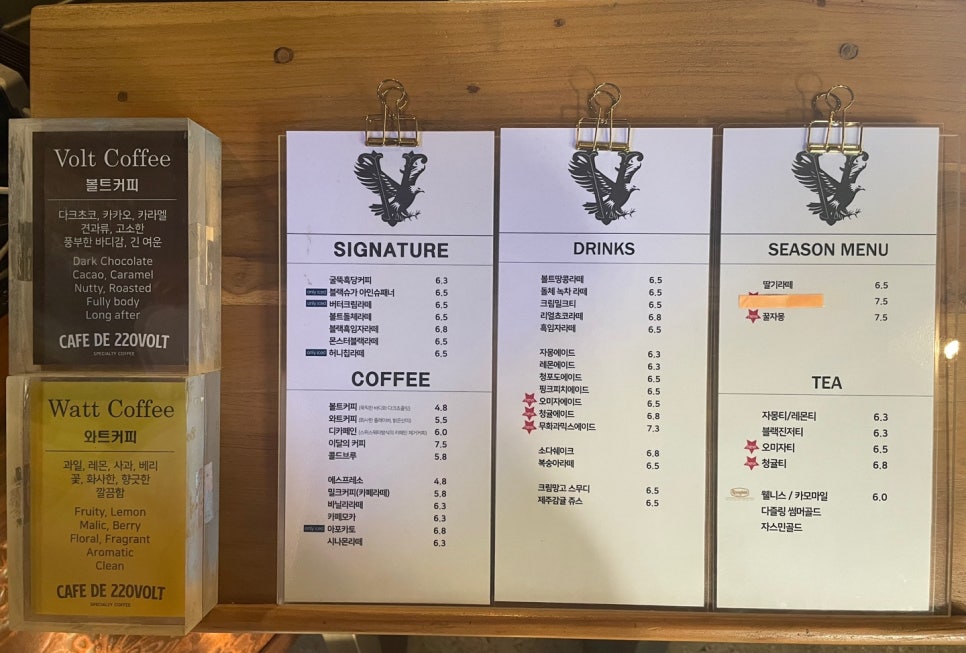 Volt Coffee
볼트커피
다크초코, 카카오, 카라멜
견과류, 고소한
풍부한 바디감, 긴 여운
Dark Chocolate
Cacao, Caramel
Nutty, Roasted
Fully body
Long after
CAFE DE 220VOLT
SPECIALTY COFFEE
Watt Coffee
와트커피
과일, 레몬, 사과, 베리
꽃, 화사한, 향긋한
깔끔함
Fruity, Lemon
Malic, Berry
Floral, Fragrant
Aromatic
Clean
CAFE DE 220VOLT
SPECIALTY COFFEE
SIGNATURE
굴뚝흑당커피 6.3
only iced 블랙슈가 아인슈패너 6.5
only iced 버터크림라떼 6.5
볼트돌체라떼 6.5
블랙흑임자라떼 6.8
몬스터블랙라떼 6.5
only iced 허니칩라떼 6.5
COFFEE
볼트커피 4.8
와트커피 5.5
디카페인 6.0
이달의 커피 7.5
콜드브루 5.8
에스프레소 4.8
밀크커피(카페라떼) 5.8
바닐라라떼 6.3
카페모카 6.3
only iced 아포카토 6.8
시나몬라떼 6.3
DRINKS
볼트땅콩라떼 6.5
돌체 녹차 라떼 6.5
크림밀크티 6.5
리얼쵸코라떼 6.8
흑임자라떼 6.5
자몽에이드 6.3
레몬에이드 6.3
청포도에이드 6.5
핑크피치에이드 6.5
오미자에이드 6.5
청귤에이드 6.8
무화과믹스에이드 7.3
소다쉐이크 6.8
복숭아라떼 6.5
크림망고 스무디 6.5
제주감귤 쥬스 6.5
SEASON MENU
딸기라떼 6.5
7.5
꿀자몽 7.5
TEA
자몽티/레몬티 6.3
블랙진저티 6.3
오미자티 6.5
청귤티 6.8
웰니스 / 카모마일 6.0
다즐링 썸머골드
자스민골드